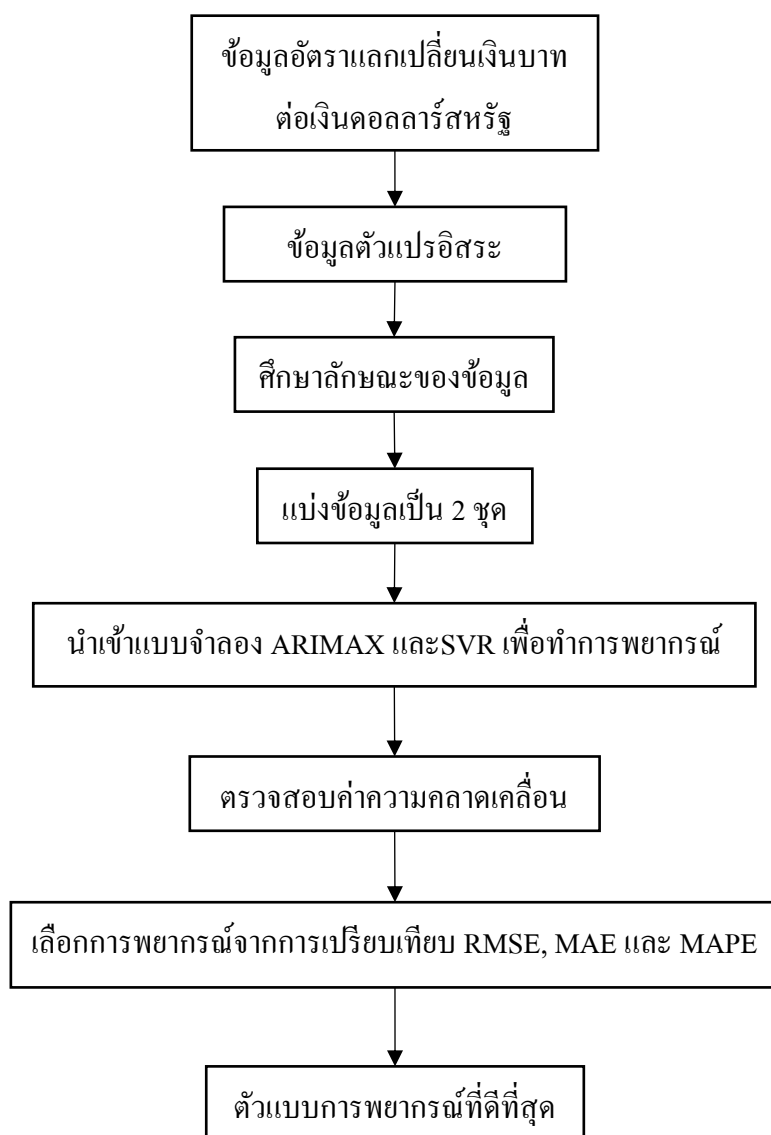 ข้อมูลอัตราแลกเปลี่ยนเงินบาท
ต่อเงินดอลลาร์สหรัฐ
ข้อมูลตัวแปรอิสระ
ศึกษาลักษณะของข้อมูล
แบ่งข้อมูลเป็น 2 ชุด
นำเข้าแบบจำลอง ARIMAX และSVR เพื่อทำการพยากรณ์
ตรวจสอบค่าความคลาดเคลื่อน
เลือกการพยากรณ์จากการเปรียบเทียบ RMSE, MAE และ MAPE
ตัวแบบการพยากรณ์ที่ดีที่สุด